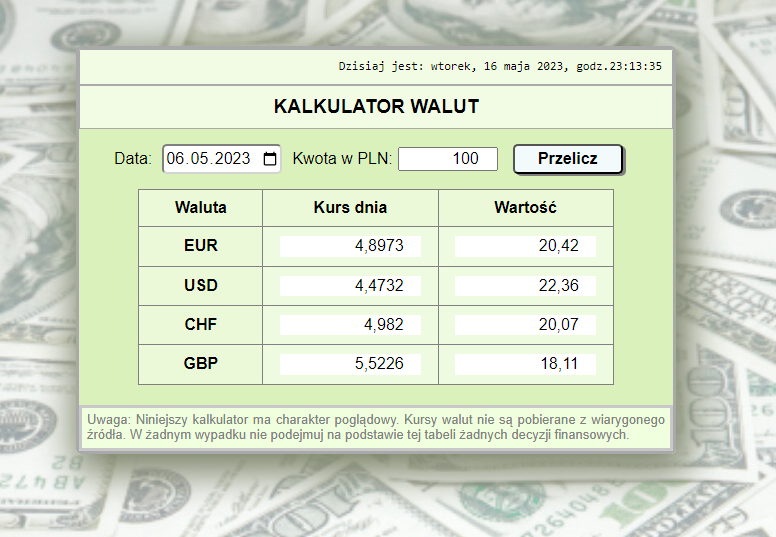 Dzisiaj jest: wtorek, 16 maja 2023, godz.23:13:35
KALKULATOR WALUT
Data: 06.05.2023 Kwota w PLN: 100 Przelicz
Waluta Kurs dnia Wartość
EUR 4,8973 20,42
USD 4,4732 22,36
CHF 4,982 20,07
GBP 5,5226 18,11
Uwaga: Niniejszy kalkulator ma charakter poglądowy. Kursy walut nie są pobierane z wiarygonego
źródła. W żadnym wypadku nie podejmuj na podstawie tej tabeli żadnych decyzji finansowych.